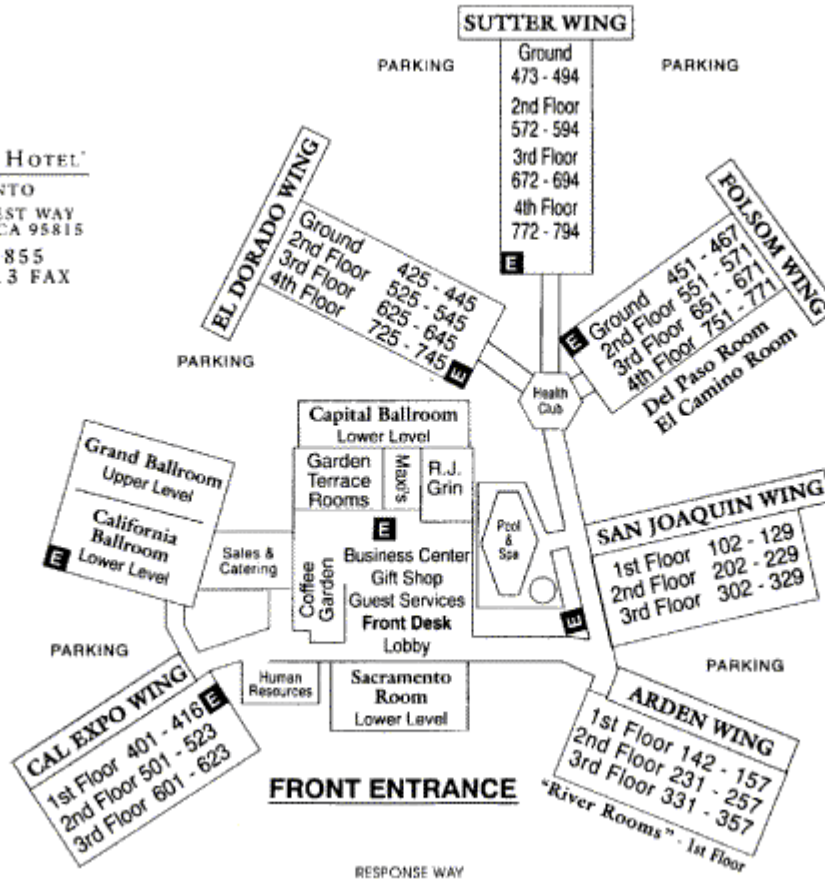 SUTTER WING
PARKING
PARKING
Ground
473 - 494
2nd Floor
572 - 594
3rd Floor
672 - 694
4th Floor
772 - 794
E
HOTEL
EST WAY
CA 95815
855
3 FAX
EL DORADO WING
Ground 425 - 445
2nd Floor 525 - 545
3rd Floor 625 - 645
4th Floor 725 - 745
E
FOLSOM WING
Ground 451 - 467
2nd Floor 551 - 571
3rd Floor 651 - 671
4th Floor 751 - 771
E
Del Paso Room
El Camino Room
PARKING
Health
Club
Capital Ballroom
Lower Level
Garden
Terrace
Rooms
Maxi's
R.J.
Grin
Grand Ballroom
Upper Level
California
Ballroom
Lower Level
E
Sales &
Catering
E
Business Center
Gift Shop
Guest Services
Front Desk
Lobby
Coffee
Garden
Pool
&
Spa
SAN JOAQUIN WING
1st Floor 102 - 129
2nd Floor 202 - 229
3rd Floor 302 - 329
E
PARKING
PARKING
Human
Resources
Sacramento
Room
Lower Level
CAL EXPO WING
1st Floor 401 - 416
2nd Floor 501 - 523
3rd Floor 601 - 623
E
ARDEN WING
1st Floor 142 - 157
2nd Floor 231 - 257
3rd Floor 331 - 357
"River Rooms" - 1st Floor
FRONT ENTRANCE
RESPONSE WAY